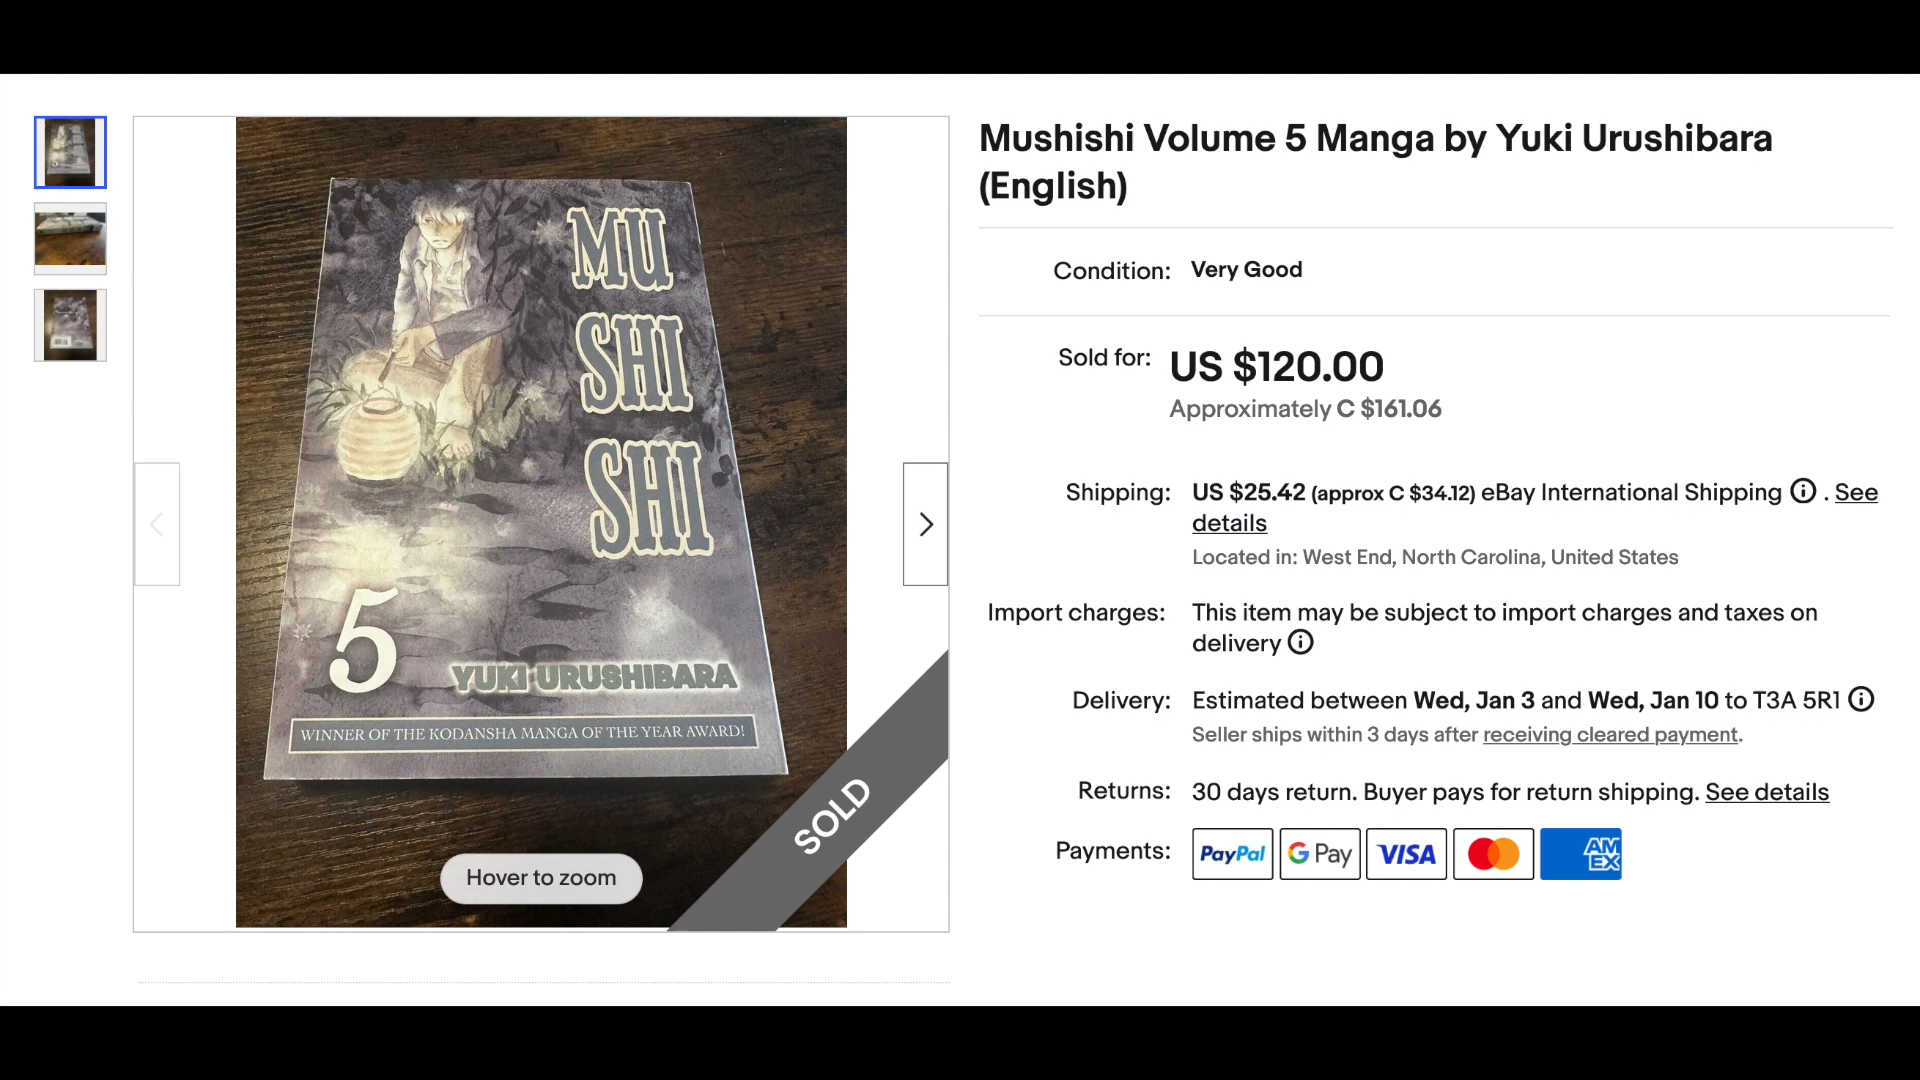 MU
SHI
SHI
5
YUKI URUSHIBARA
WINNER OF THE KODANSHA MANGA OF THE YEAR AWARD!
SOLD
Hover to zoom
Mushishi Volume 5 Manga by Yuki Urushibara
(English)
Condition: Very Good
Sold for: US $120.00
Approximately C $161.06
Shipping: US $25.42 (approx C $34.12) eBay International Shipping . See
details
Located in: West End, North Carolina, United States
Import charges: This item may be subject to import charges and taxes on
delivery
Delivery: Estimated between Wed, Jan 3 and Wed, Jan 10 to T3A 5R1
Seller ships within 3 days after receiving cleared payment.
Returns: 30 days return. Buyer pays for return shipping. See details
Payments: PayPal G Pay VISA AM
EX